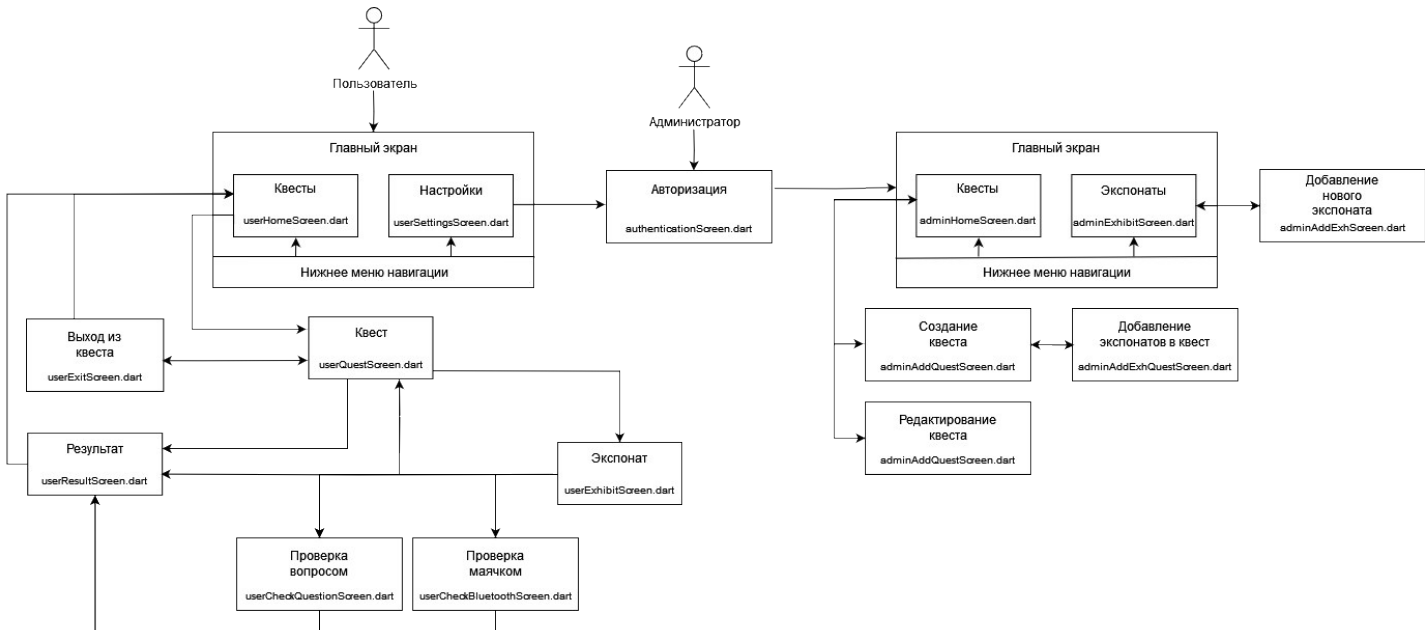 Пользователь
Администратор
Главный экран
Квесты
userHomeScreen.dart
Настройки
userSettingsScreen.dart
Нижнее меню навигации
Авторизация
authenticationScreen.dart
Главный экран
Квесты
adminHomeScreen.dart
Экспонаты
adminExhibitScreen.dart
Нижнее меню навигации
Добавление
нового
экспоната
adminAddExhScreen.dart
Выход из
квеста
userExitScreen.dart
Квест
userQuestScreen.dart
Создание
квеста
adminAddQuestScreen.dart
Добавление
экспонатов в квест
adminAddExhQuestScreen.dart
Результат
userResultScreen.dart
Экспонат
userExhibitScreen.dart
Редактирование
квеста
adminAddQuestScreen.dart
Проверка
вопросом
userCheckQuestionScreen.dart
Проверка
маячком
userCheckBluetoothScreen.dart